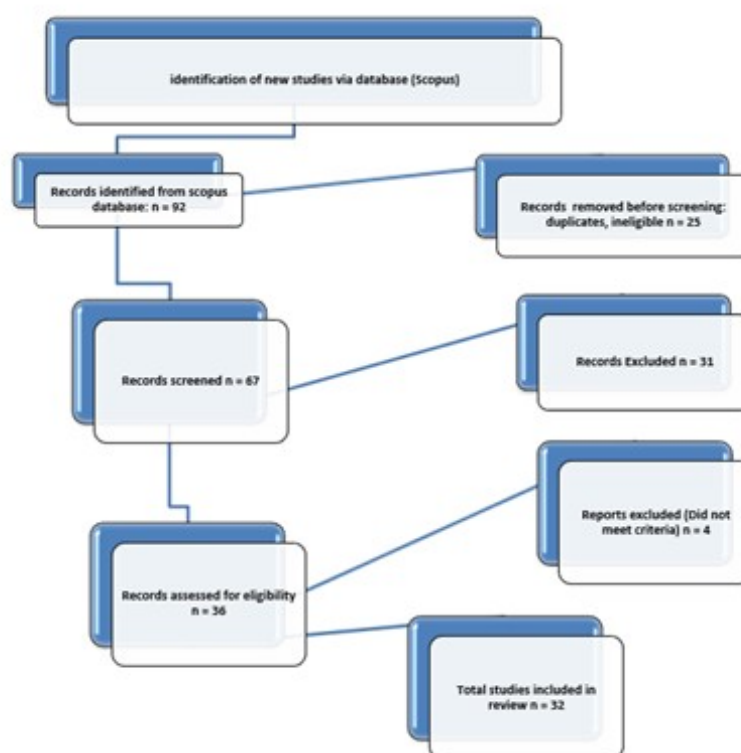 identification of new studies via database (Scopus)
Records identified from scopus
database: n = 92
Records removed before screening:
duplicates, ineligible n = 25
Records screened n = 67
Records Excluded n = 31
Reports excluded (Did not
meet criteria) n = 4
Records assessed for eligibility
n = 36
Total studies included in
review n = 32